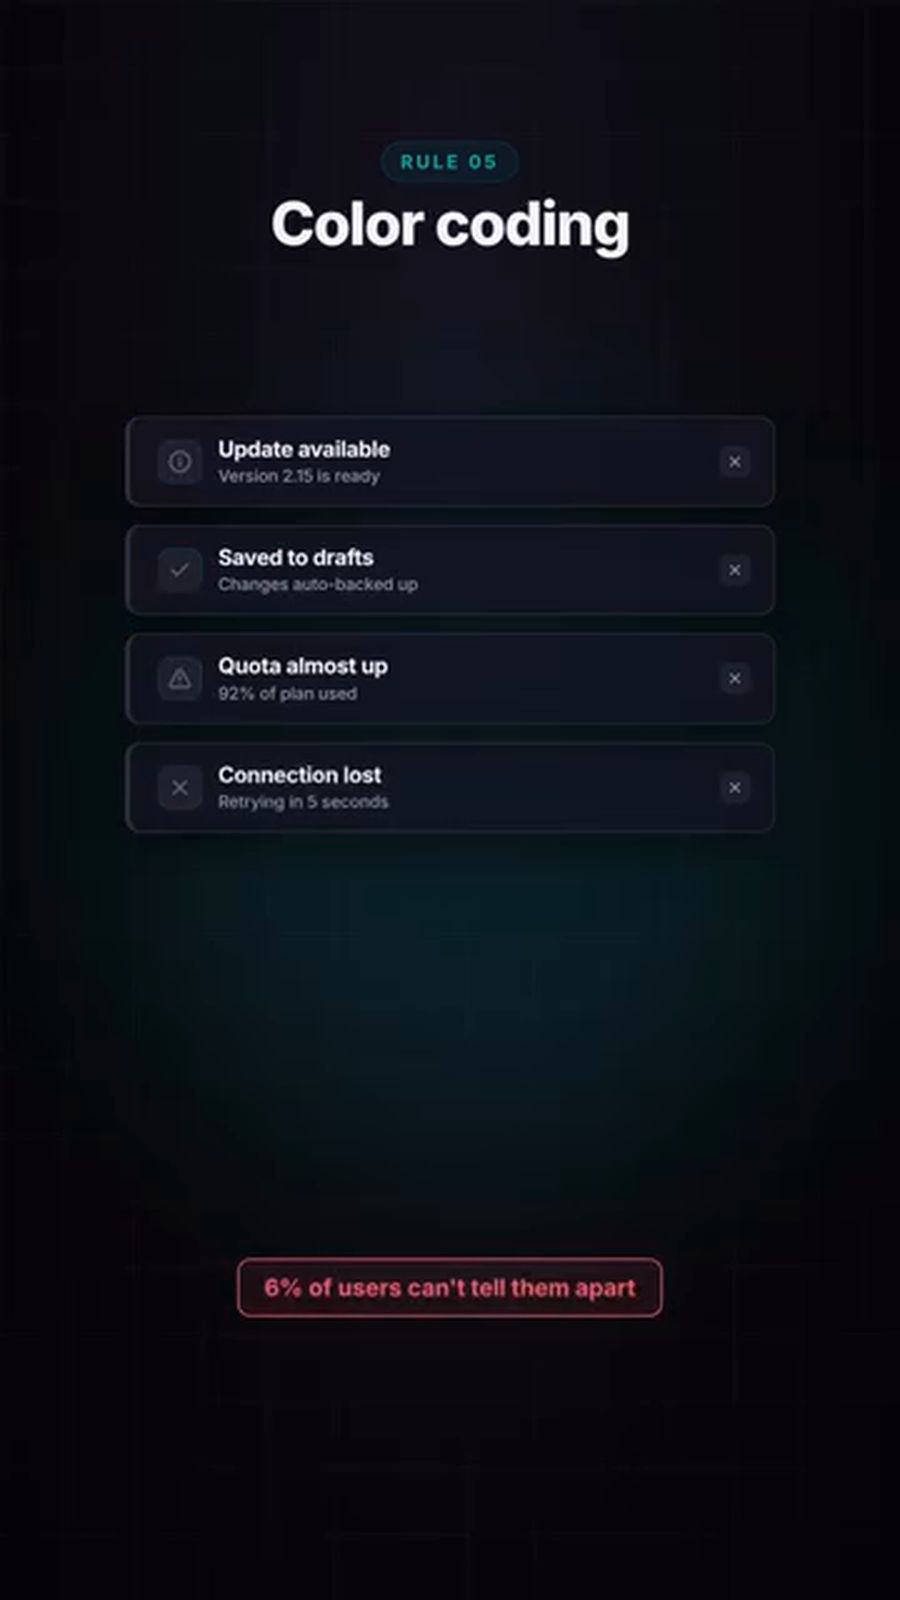 RULE 05
Color coding
Update available
Version 2.15 is ready
Saved to drafts
Changes auto-backed up
Quota almost up
92% of plan used
Connection lost
Retrying in 5 seconds
6% of users can't tell them apart